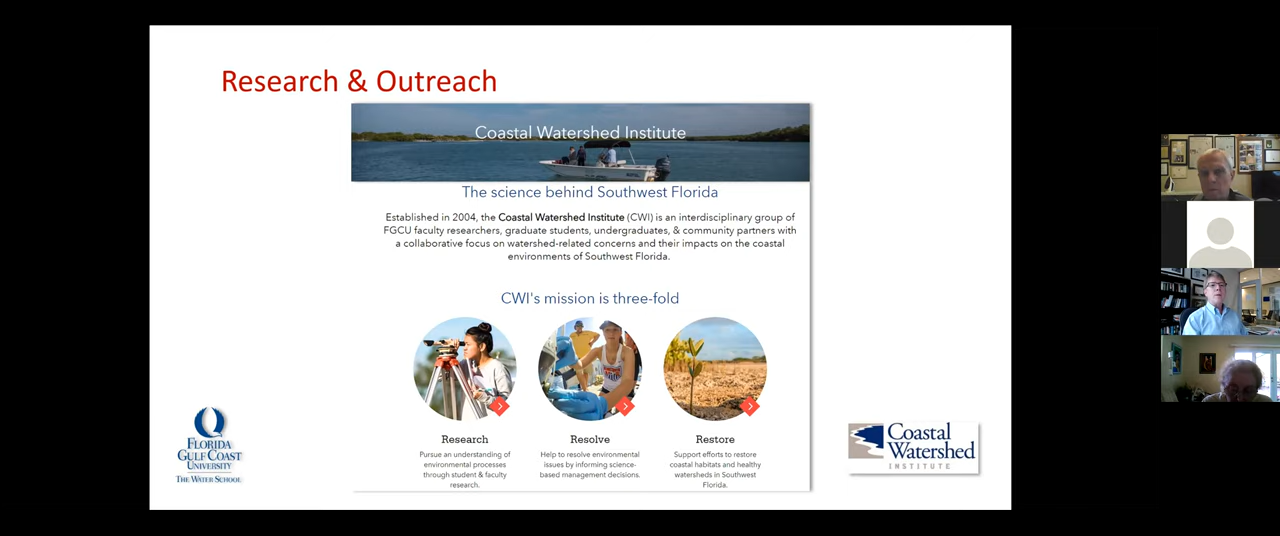 Research & Outreach
Coastal Watershed Institute
The science behind Southwest Florida
Established in 2004, the Coastal Watershed Institute (CWI) is an interdisciplinary group of
FGCU faculty researchers, graduate students, undergraduates, & community partners with
a collaborative focus on watershed-related concerns and their impacts on the coastal
environments of Southwest Florida.
CWI's mission is three-fold
Research
Pursue an understanding of
environmental processes
through student & faculty
research.
Resolve
Help to resolve environmental
issues by informing science-
based management decisions.
Restore
Support efforts to restore
coastal habitats and healthy
watersheds in Southwest
Florida.
FLORIDA
GULF COAST
UNIVERSITY
THE WATER SCHOOL
Coastal
Watershed
INSTITUTE